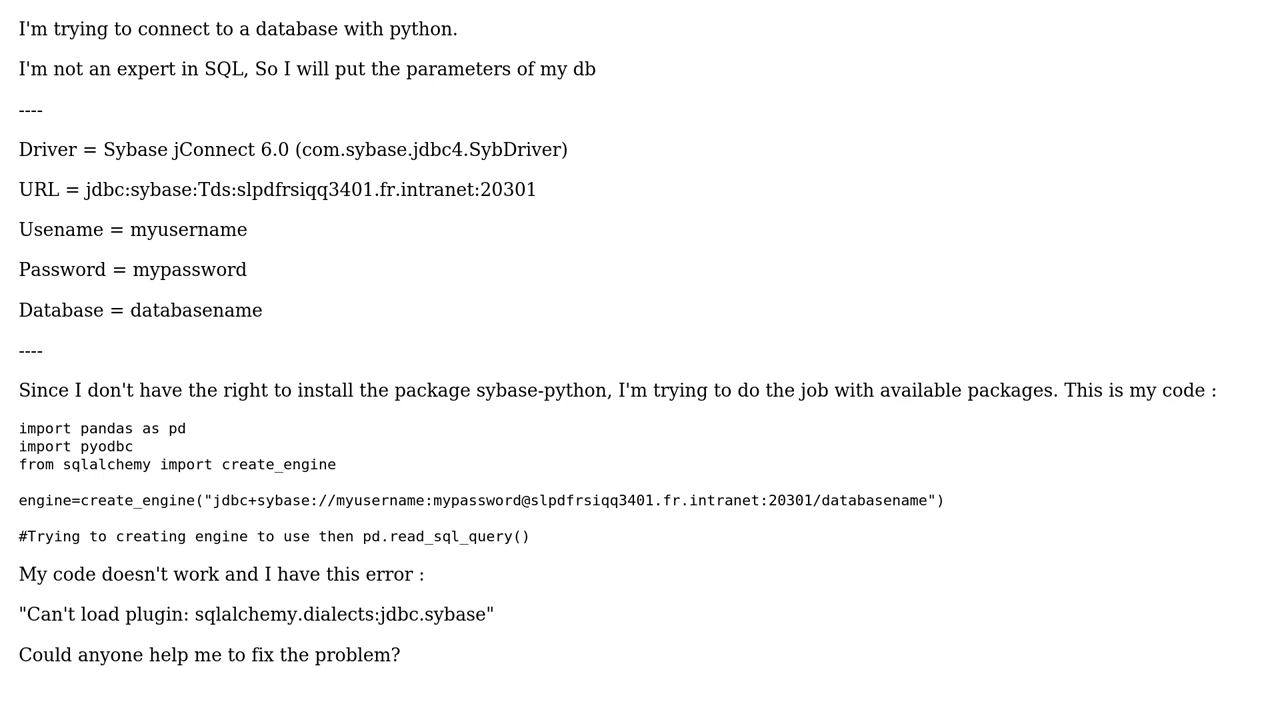 I'm trying to connect to a database with python.
I'm not an expert in SQL, So I will put the parameters of my db
----
Driver = Sybase jConnect 6.0 (com.sybase.jdbc4.SybDriver)
URL = jdbc:sybase:Tds:slpdfrsiqq3401.fr.intranet:20301
Usename = myusername
Password = mypassword
Database = databasename
----
Since I don't have the right to install the package sybase-python, I'm trying to do the job with available packages. This is my code :
import pandas as pd
import pyodbc
from sqlalchemy import create_engine
engine=create_engine("jdbc+sybase://myusername:mypassword@slpdfrsiqq3401.fr.intranet:20301/databasename")
#Trying to creating engine to use then pd.read_sql_query()
My code doesn't work and I have this error :
"Can't load plugin: sqlalchemy.dialects:jdbc.sybase"
Could anyone help me to fix the problem?